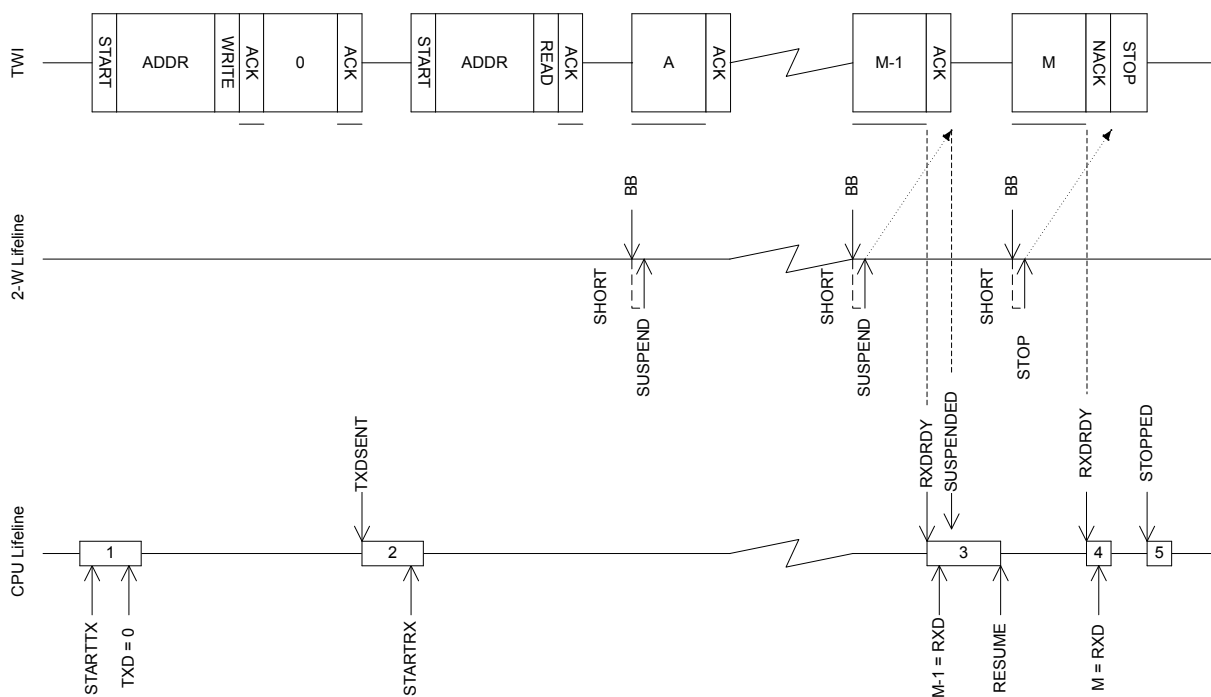 TWI
START
ADDR
WRITE
ACK
0
ACK
START
ADDR
READ
ACK
A
ACK
M-1
ACK
M
NACK
STOP
2-W Lifeline
BB
SHORT
SUSPEND
BB
SHORT
SUSPEND
BB
SHORT
STOP
CPU Lifeline
1
STARTTX
TXD = 0
TXDSENT
2
STARTRX
RXDRDY
SUSPENDED
3
M-1 = RXD
RESUME
RXDRDY
4
M = RXD
STOPPED
5